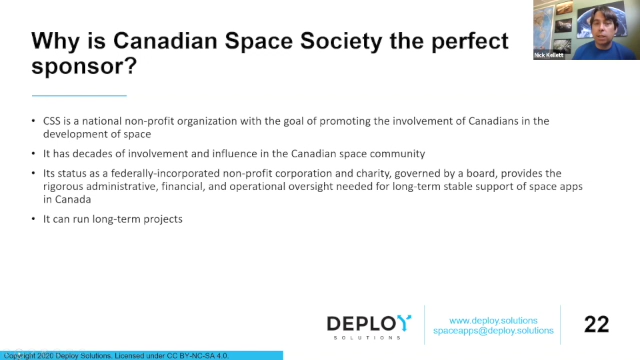 Why is Canadian Space Society the perfect
sponsor?
Nick Kellett
• CSS is a national non-profit organization with the goal of promoting the involvement of Canadians in the
development of space
• It has decades of involvement and influence in the Canadian space community
• Its status as a federally-incorporated non-profit corporation and charity, governed by a board, provides the
rigorous administrative, financial, and operational oversight needed for long-term stable support of space apps
in Canada
• It can run long-term projects
DEPLOY
SOLUTIONS
www.deploy.solutions
spaceapps@deploy.solutions
22
Copyright 2020 Deploy Solutions. Licensed under CC BY-NC-SA 4.0.